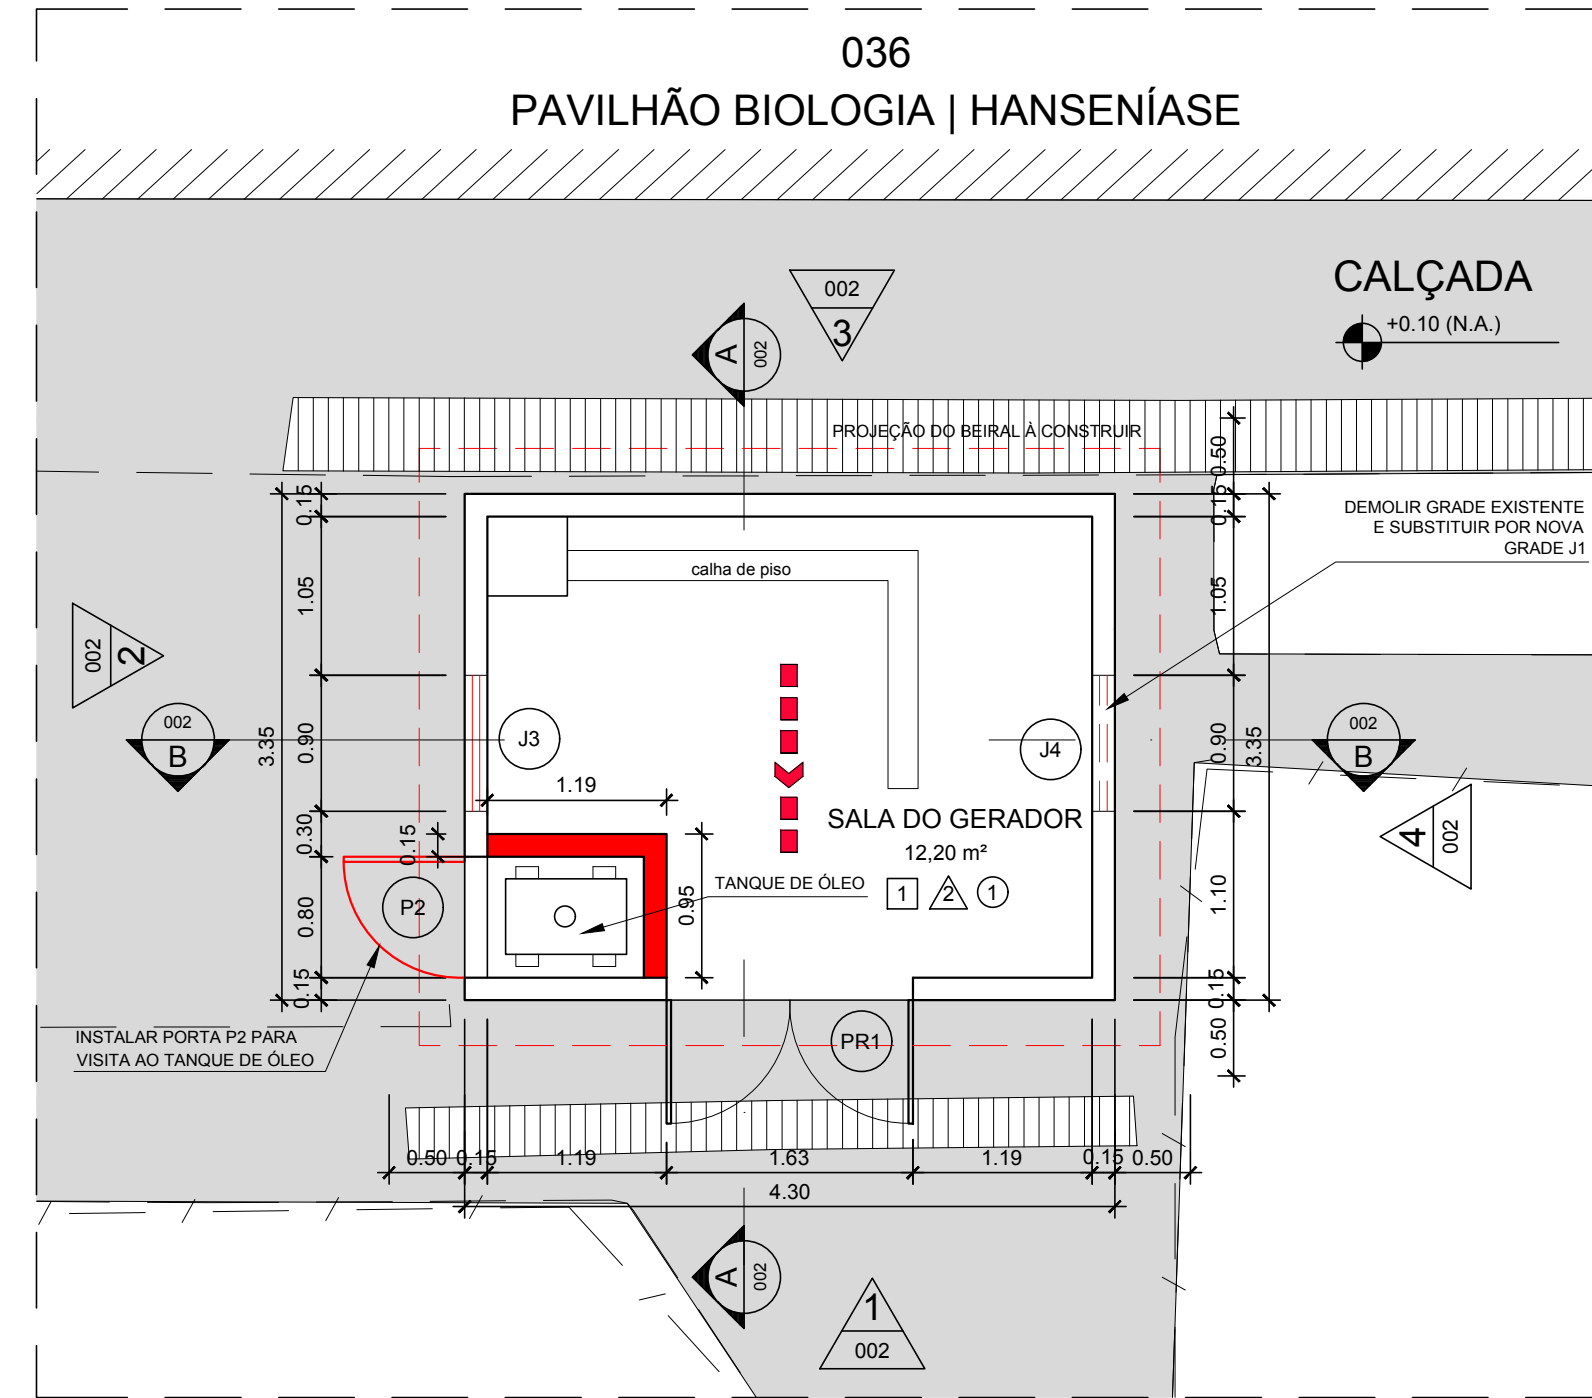 036
PAVILHÃO BIOLOGIA | HANSENÍASE
CALÇADA
+0.10 (N.A.)
002
3
A
002
PROJEÇÃO DO BEIRAL À CONSTRUIR
0.50
0.15
0.15
DEMOLIR GRADE EXISTENTE
E SUBSTITUIR POR NOVA
GRADE J1
calha de piso
1.05
1.05
002
2
002
B
3.35
0.90
J3
J4
0.90
3.35
002
B
1.19
SALA DO GERADOR
12,20 m²
1
2
1
0.30
0.15
4
002
TANQUE DE ÓLEO
0.95
P2
0.80
1.10
0.15
0.15
0.50
INSTALAR PORTA P2 PARA
VISITA AO TANQUE DE ÓLEO
PR1
0.50
0.15
1.19
1.63
1.19
0.15
0.50
4.30
A
002
1
002